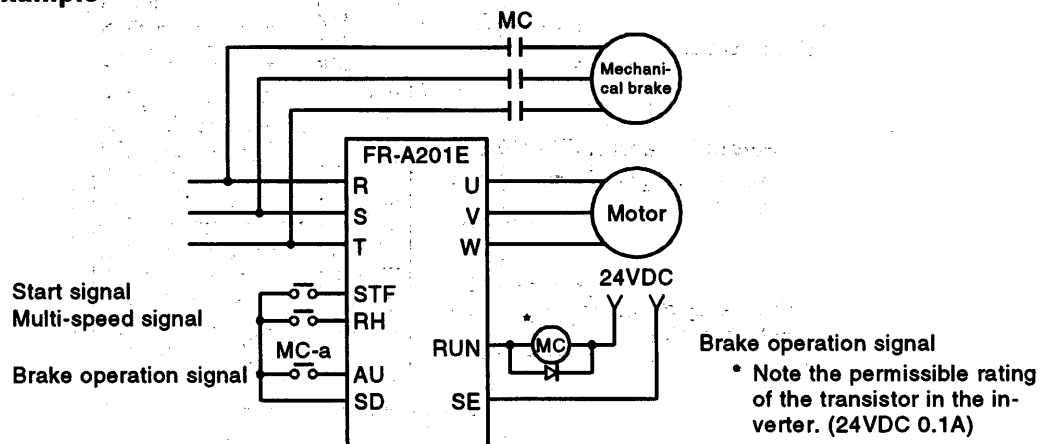 xample
MC
Mechani-
cal brake
FR-A201E
R
U
S
V
Motor
T
W
24VDC
Start signal
STF
Multi-speed signal
RH
*
MC-a
RUN
MC
Brake operation signal
Brake operation signal
AU
SD
SE
* Note the permissible rating
of the transistor in the in-
verter. (24VDC 0.1A)